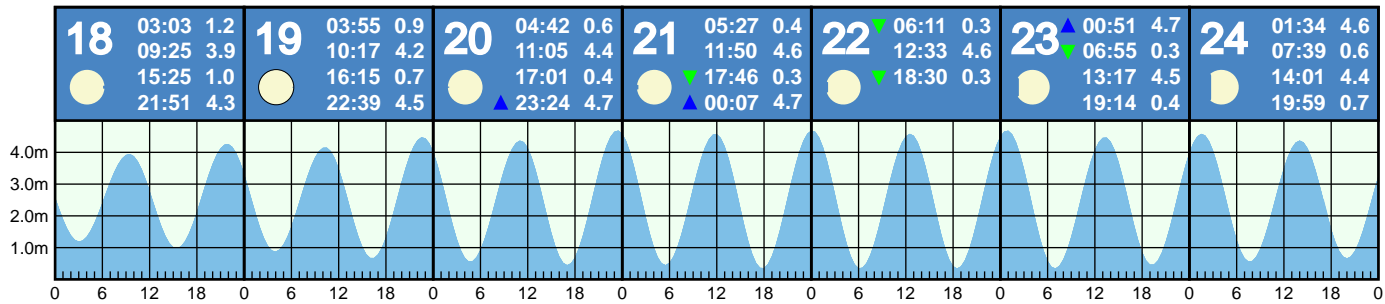 18 03:03 1.2
09:25 3.9
15:25 1.0
21:51 4.3
19 03:55 0.9
10:17 4.2
16:15 0.7
22:39 4.5
20 04:42 0.6
11:05 4.4
17:01 0.4
▲ 23:24 4.7
21 05:27 0.4
11:50 4.6
▼ 17:46 0.3
▲ 00:07 4.7
22 ▼ 06:11 0.3
12:33 4.6
▼ 18:30 0.3
23 ▲ 00:51 4.7
▼ 06:55 0.3
13:17 4.5
19:14 0.4
24 01:34 4.6
07:39 0.6
14:01 4.4
19:59 0.7
4.0m
3.0m
2.0m
1.0m
0 6 12 18 0 6 12 18 0 6 12 18 0 6 12 18 0 6 12 18 0 6 12 18 0 6 12 18 0